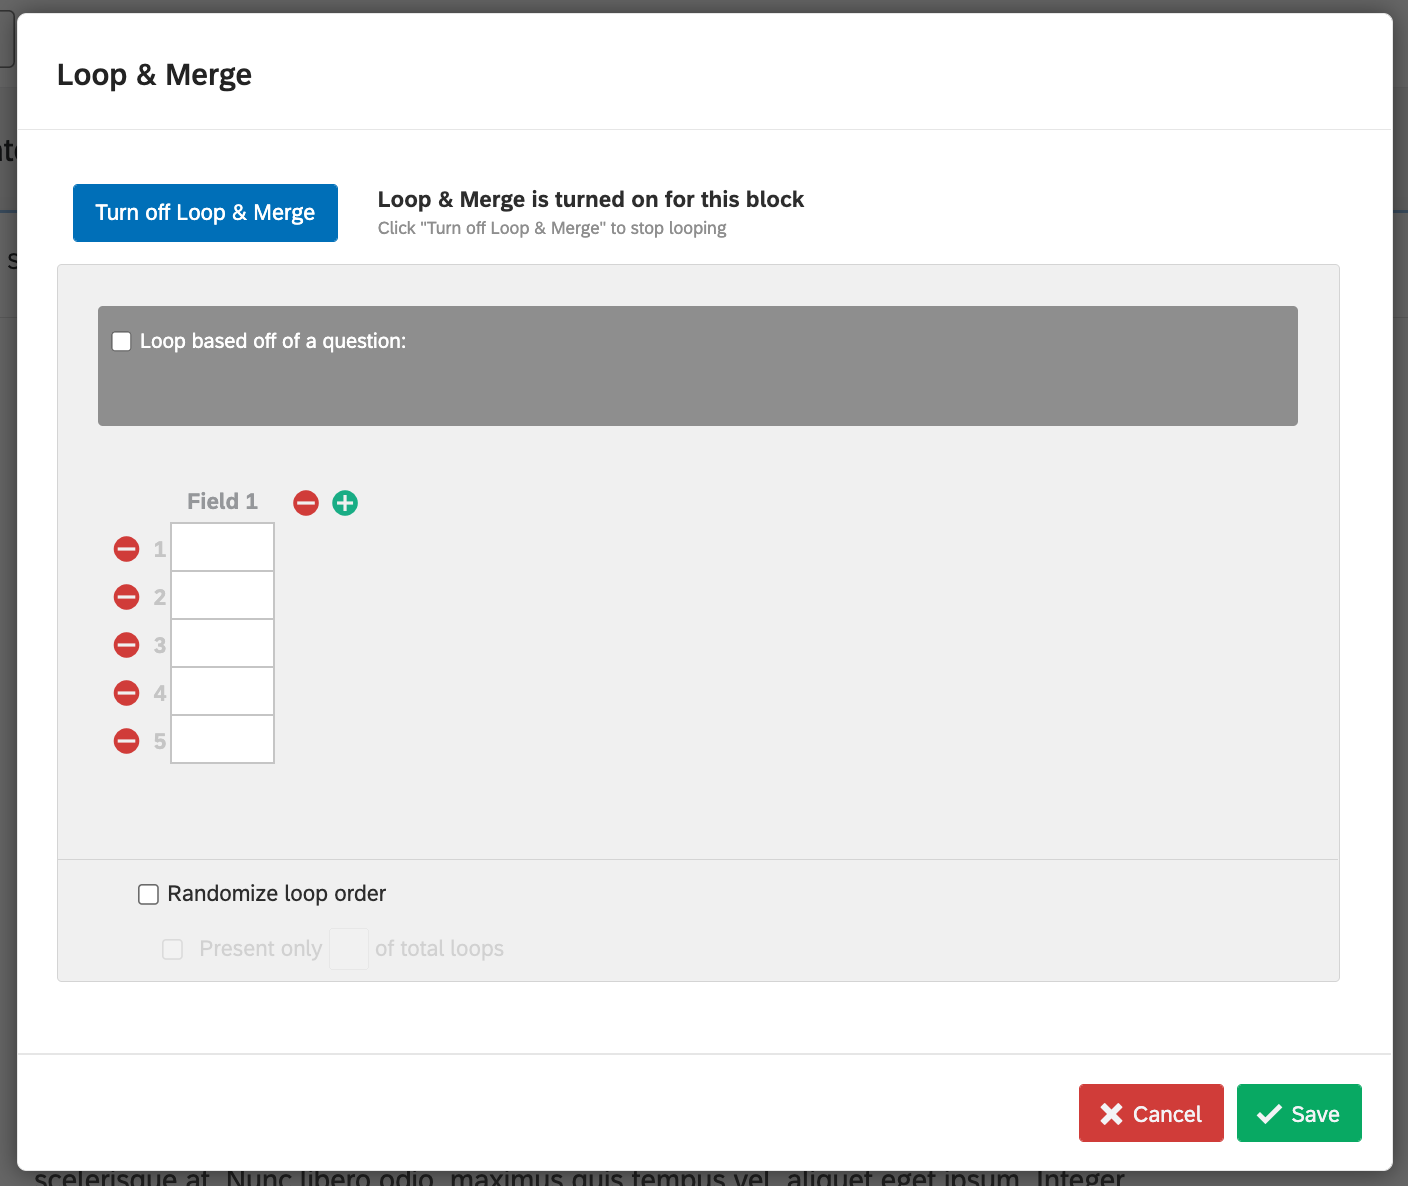 Loop & Merge
Turn off Loop & Merge
Loop & Merge is turned on for this block
Click "Turn off Loop & Merge" to stop looping
Loop based off of a question:
Field 1
1
2
3
4
5
Randomize loop order
Present only of total loops
Cancel
Save
scelerisque at. Nunc libero odio, maximus quis tempus vel, aliquet eget ipsum. Integer